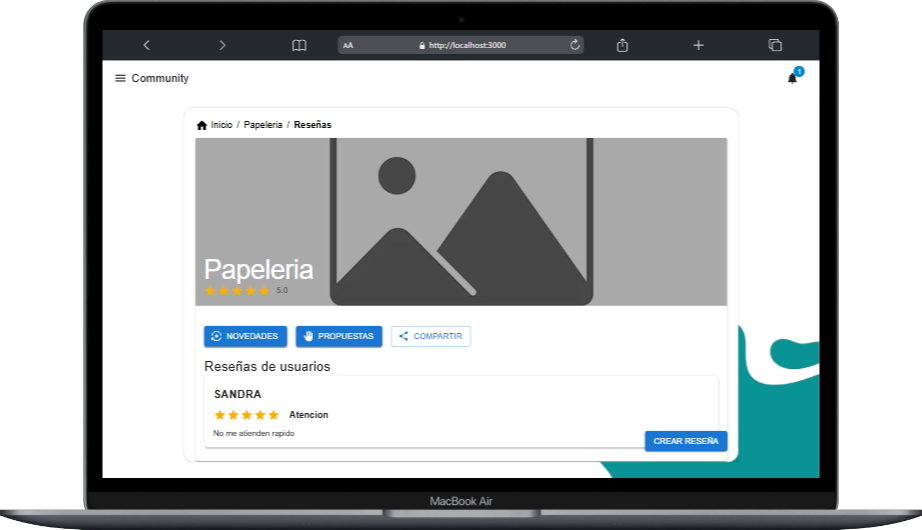 AA http://localhost:3000
Community 1
Inicio / Papeleria / Reseñas
Papeleria
5.0
NOVEDADES PROPUESTAS COMPARTIR
Reseñas de usuarios
SANDRA
Atencion
No me atienden rapido
CREAR RESEÑA
MacBook Air